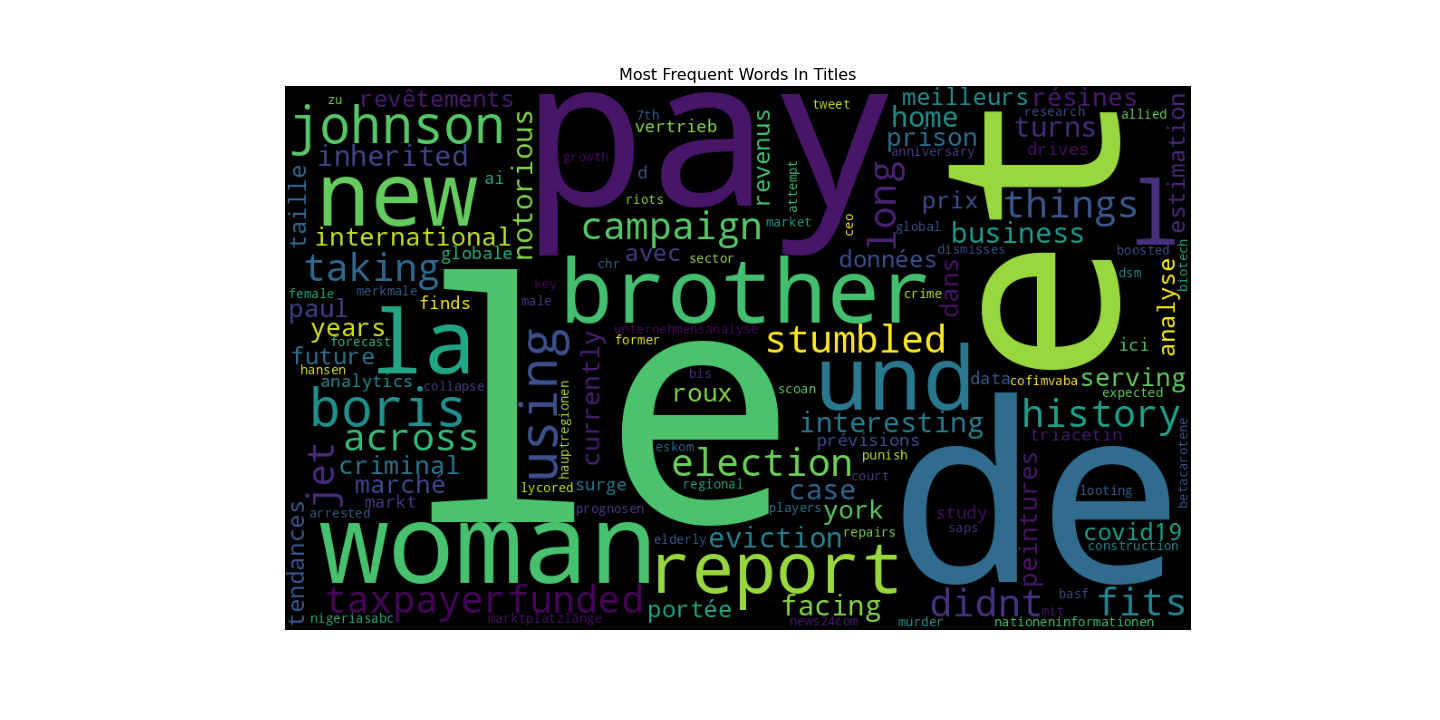 Most Frequent Words In Titles
zu
revêtements
johnson
inherited
new
ai
taille
international
globale
notorious
pay
7th
vertrieb
growth
d
riots
revenus
tweet
attempt
campaign
market
ceo
meilleurs
résines
home
research
allied
prison
turns
anniversary
drives
long
et
prix
things
l
estimation
global
business
taking
avec
sector
données
dismisses
boosted
biotech
chr
brother
crime
dans
dsm
female
merkmale
key
male
paul
finds
la
years
forecast
future
hansen
analytics
collapse
le
using
currently
hauptregionen
unternehmensanalyse
former
stumbled
analyse
ici
bis
roux
scoan
und
data
cofimvaba
serving
expected
boris
across
interesting
history
prévisions
triacetin
jet
criminal
marché
markt
lycored
surge
eskom
election
regional
punish
court
case
de
looting
betacarotene
peintures
arrested
tendances
prognosen
players
york
study
saps
covid19
construction
woman
elderly
eviction
repairs
report
basf
taxpayerfunded
portée
facing
didnt
mit
fits
nigeriasabc
marktplatzlänge
news24com
murder
nationeninformationen